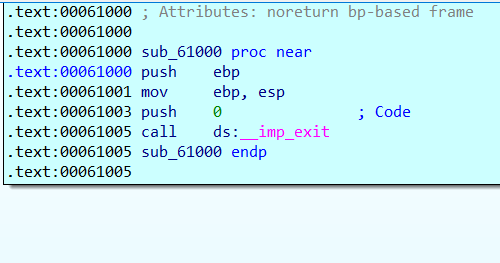 .text:00061000 ; Attributes: noreturn bp-based frame
.text:00061000
.text:00061000 sub_61000 proc near
.text:00061000 push    ebp
.text:00061001 mov     ebp, esp
.text:00061003 push    0               ; Code
.text:00061005 call    ds:__imp_exit
.text:00061005 sub_61000 endp
.text:00061005